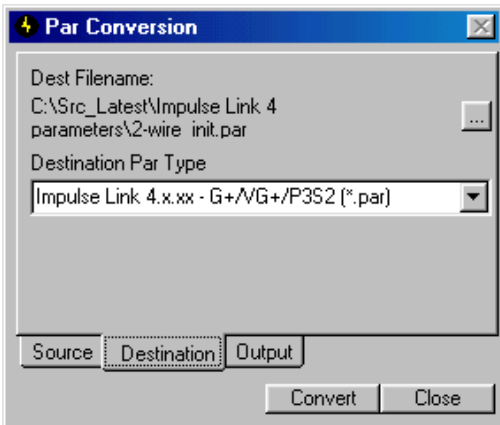 Par Conversion
Dest Filename:
C:\Src_Latest\Impulse Link 4
parameters\2-wire init.par
...
Destination Par Type
Impulse Link 4.x.xx - G+/VG+/P3S2 (*.par)
Source Destination Output
Convert Close